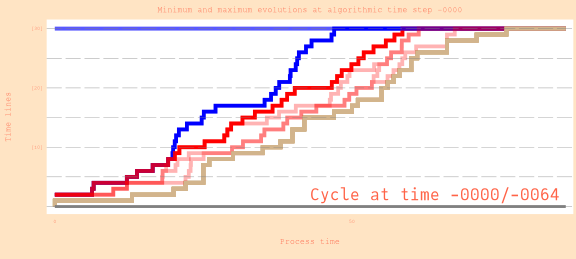 Minimum and maximum evolutions at algorithmic time step -0000
Time lines
Cycle at time -0000/-0064
Process time